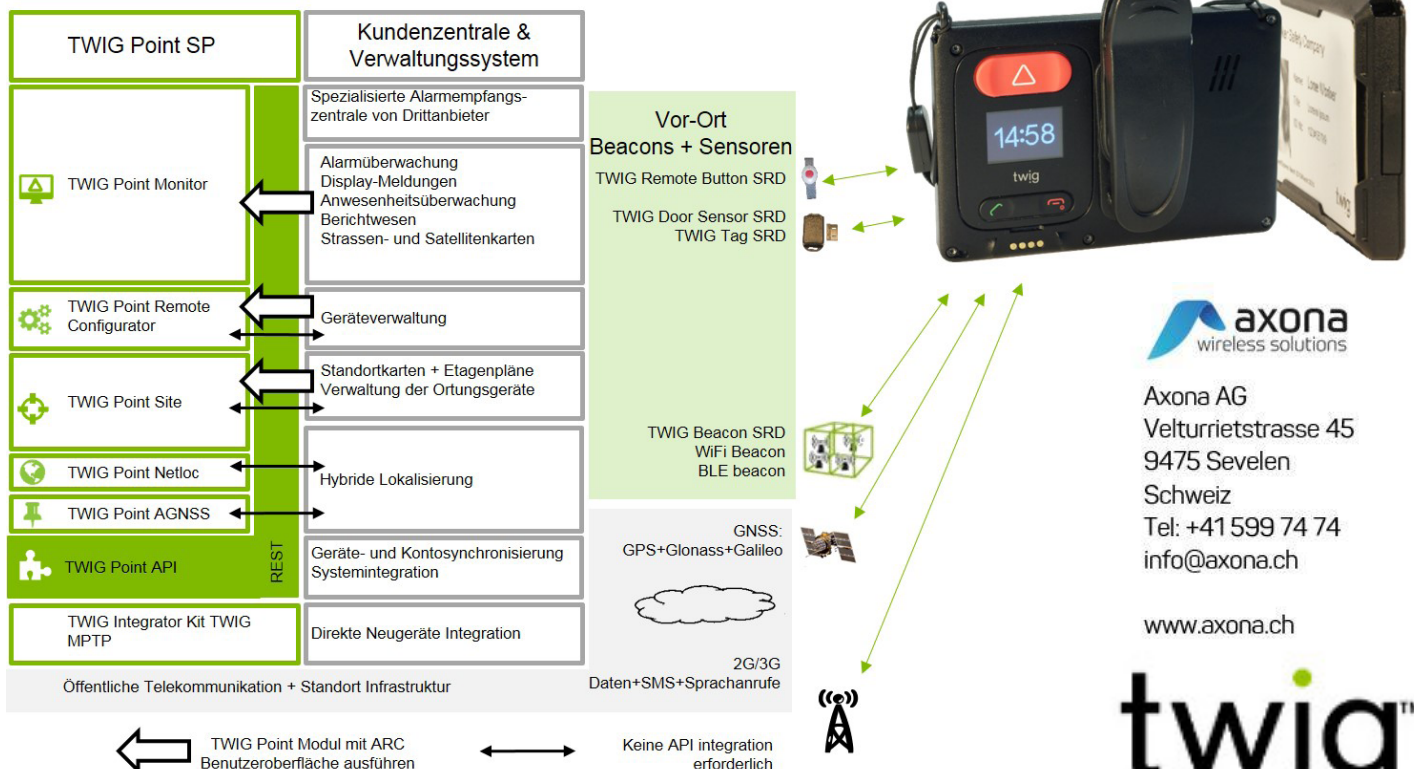 TWIG Point SP
Kundenzentrale &
Verwaltungssystem
TWIG Point Monitor
Spezialisierte Alarmempfangs-
zentrale von Drittanbieter
Alarmüberwachung
Display-Meldungen
Anwesenheitsüberwachung
Berichtwesen
Strassen- und Satellitenkarten
TWIG Point Remote
Configurator
Geräteverwaltung
TWIG Point Site
Standortkarten + Etagenpläne
Verwaltung der Ortungsgeräte
TWIG Point Netloc
TWIG Point AGNSS
Hybride Lokalisierung
TWIG Point API
REST
Geräte- und Kontosynchronisierung
Systemintegration
TWIG Integrator Kit TWIG
MPTP
Direkte Neugeräte Integration
Öffentliche Telekommunikation + Standort Infrastruktur
Vor-Ort
Beacons + Sensoren
TWIG Remote Button SRD
TWIG Door Sensor SRD
TWIG Tag SRD
TWIG Beacon SRD
WiFi Beacon
BLE beacon
GNSS:
GPS+Glonass+Galileo
2G/3G
Daten+SMS+Sprachanrufe
TWIG Point Modul mit ARC
Benutzeroberfläche ausführen
Keine API integration
erforderlich
14:58
twig
Safety Company
Lone Worker
twig
axona
wireless solutions
Axona AG
Velturrietstrasse 45
9475 Sevelen
Schweiz
Tel: +41 599 74 74
info@axona.ch
www.axona.ch
twig